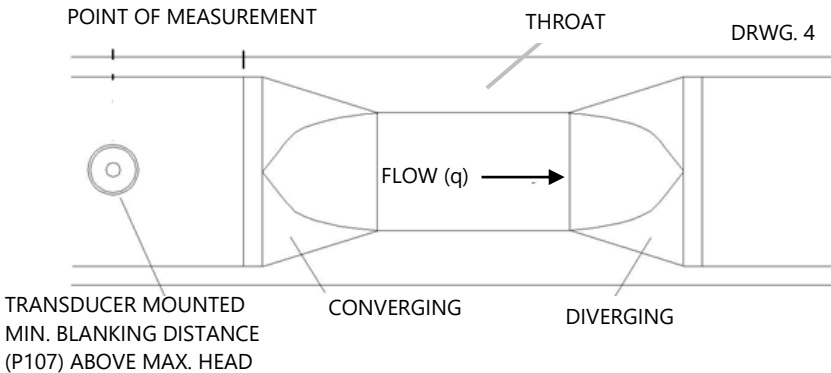 POINT OF MEASUREMENT
THROAT
DRWG. 4
FLOW (q)
TRANSDUCER MOUNTED
MIN. BLANKING DISTANCE
(P107) ABOVE MAX. HEAD
CONVERGING
DIVERGING